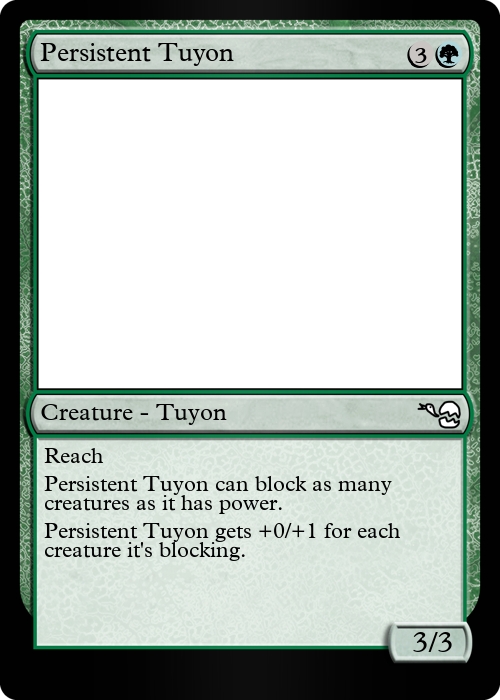 Persistent Tuyon 3
Creature - Tuyon
Reach
Persistent Tuyon can block as many
creatures as it has power.
Persistent Tuyon gets +0/+1 for each
creature it's blocking.
3/3